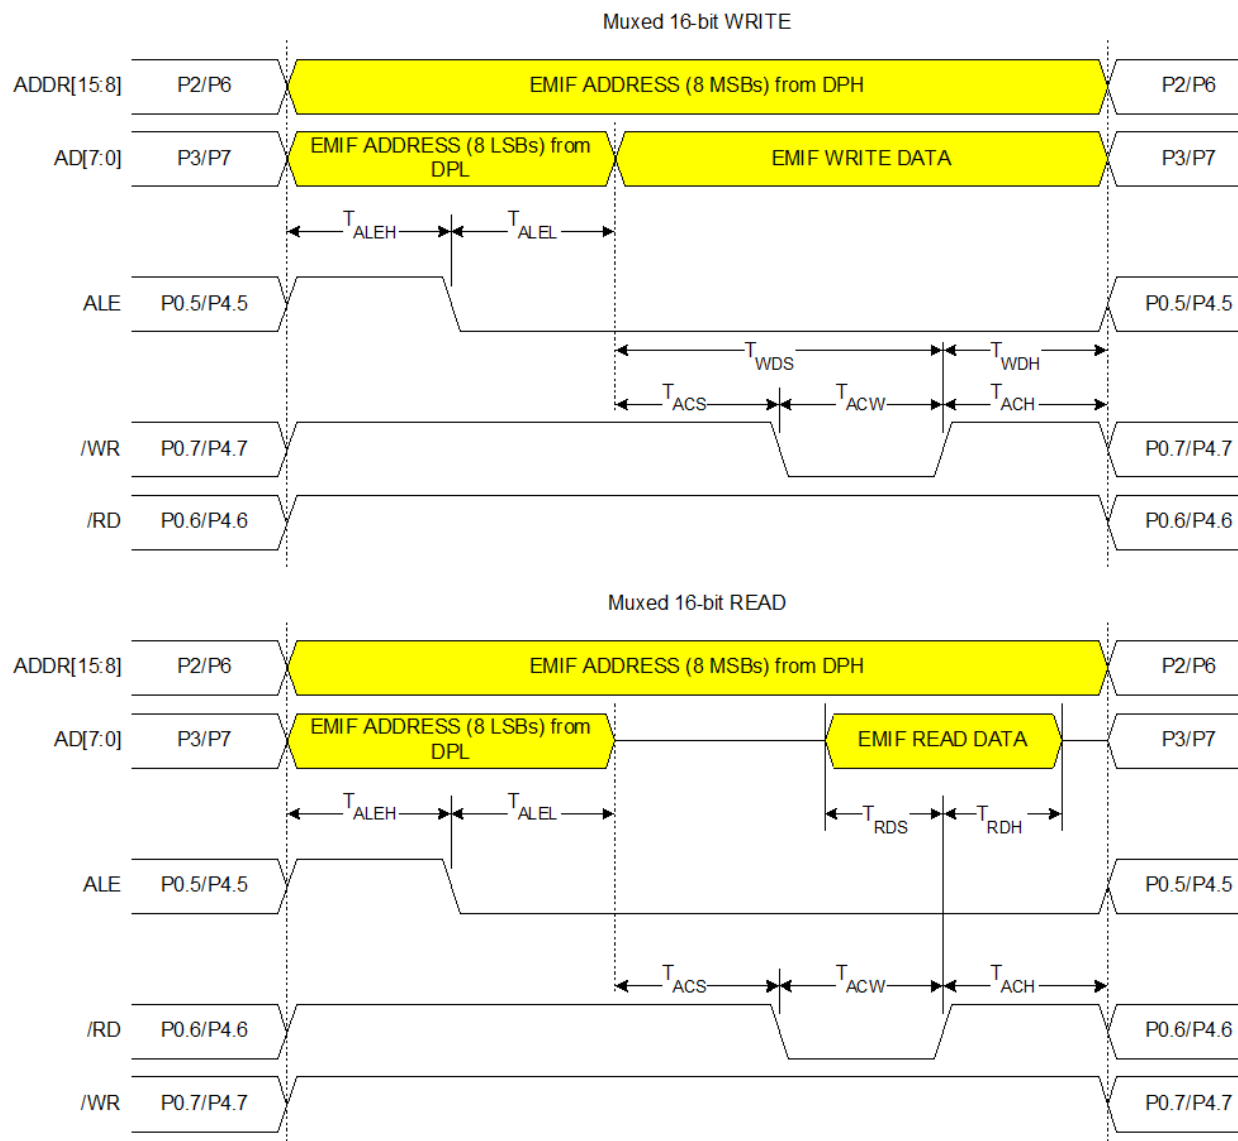 Muxed 16-bit WRITE
ADDR[15:8] P2/P6 EMIF ADDRESS (8 MSBs) from DPH P2/P6
AD[7:0] P3/P7 EMIF ADDRESS (8 LSBs) from DPL EMIF WRITE DATA P3/P7
TALEH TALEL
ALE P0.5/P4.5 P0.5/P4.5
TWDS TWDH
TACS TACW TACH
/WR P0.7/P4.7 P0.7/P4.7
/RD P0.6/P4.6 P0.6/P4.6
Muxed 16-bit READ
ADDR[15:8] P2/P6 EMIF ADDRESS (8 MSBs) from DPH P2/P6
AD[7:0] P3/P7 EMIF ADDRESS (8 LSBs) from DPL EMIF READ DATA P3/P7
TALEH TALEL TRDS TRDH
ALE P0.5/P4.5 P0.5/P4.5
TACS TACW TACH
/RD P0.6/P4.6 P0.6/P4.6
/WR P0.7/P4.7 P0.7/P4.7